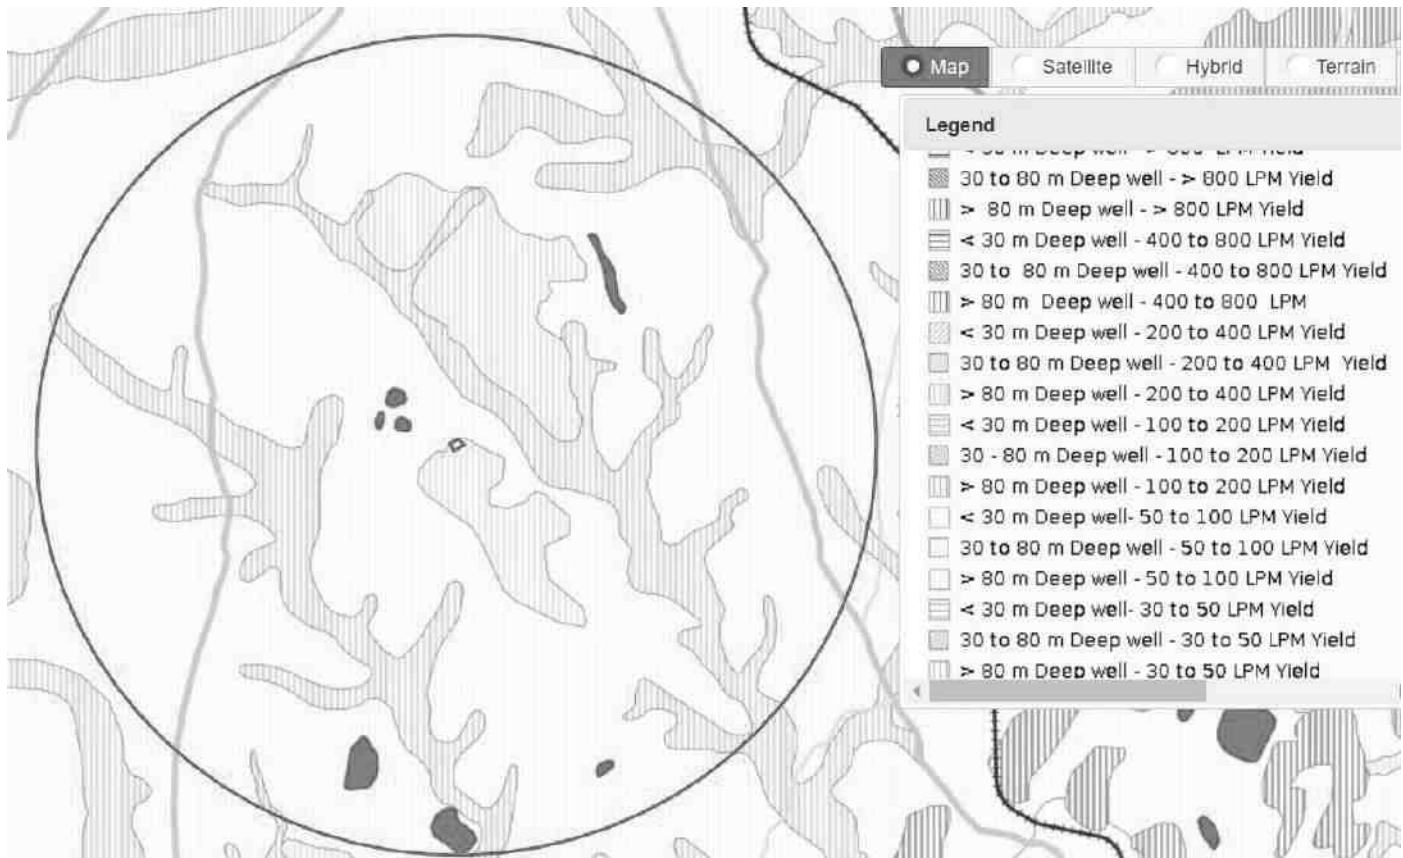 Map Satellite Hybrid Terrain
Legend
30 to 80 m Deep well - > 800 LPM Yield
> 80 m Deep well - > 800 LPM Yield
< 30 m Deep well - 400 to 800 LPM Yield
30 to 80 m Deep well - 400 to 800 LPM Yield
> 80 m Deep well - 400 to 800 LPM
< 30 m Deep well - 200 to 400 LPM Yield
30 to 80 m Deep well - 200 to 400 LPM Yield
> 80 m Deep well - 200 to 400 LPM Yield
< 30 m Deep well - 100 to 200 LPM Yield
30 - 80 m Deep well - 100 to 200 LPM Yield
> 80 m Deep well - 100 to 200 LPM Yield
< 30 m Deep well- 50 to 100 LPM Yield
30 to 80 m Deep well - 50 to 100 LPM Yield
> 80 m Deep well - 50 to 100 LPM Yield
< 30 m Deep well- 30 to 50 LPM Yield
30 to 80 m Deep well - 30 to 50 LPM Yield
> 80 m Deep well - 30 to 50 LPM Yield